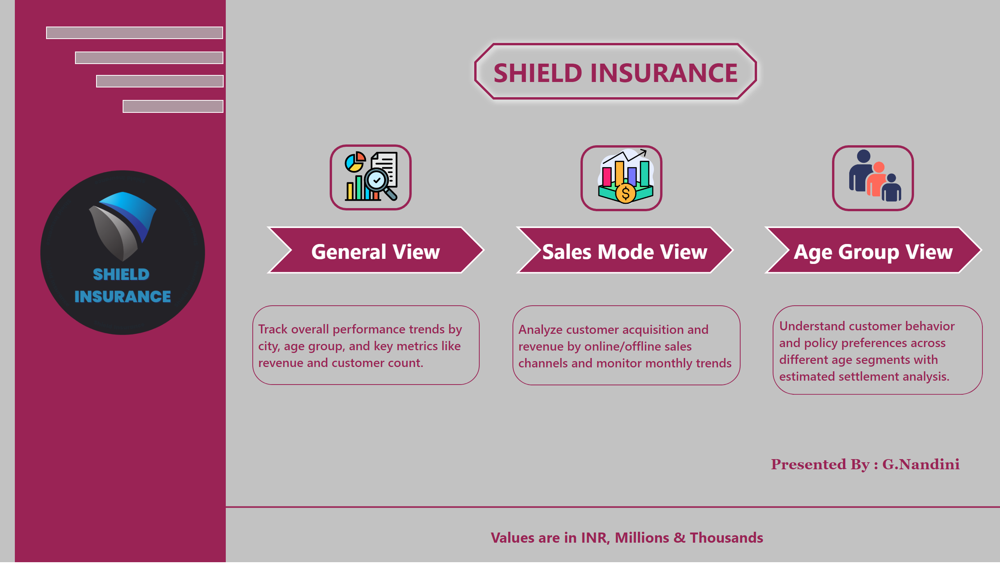 SHIELD INSURANCE
SHIELD
INSURANCE
General View
Sales Mode View
Age Group View
Track overall performance trends by
city, age group, and key metrics like
revenue and customer count.
Analyze customer acquisition and
revenue by online/offline sales
channels and monitor monthly trends
Understand customer behavior
and policy preferences across
different age segments with
estimated settlement analysis.
Presented By : G.Nandini
Values are in INR, Millions & Thousands